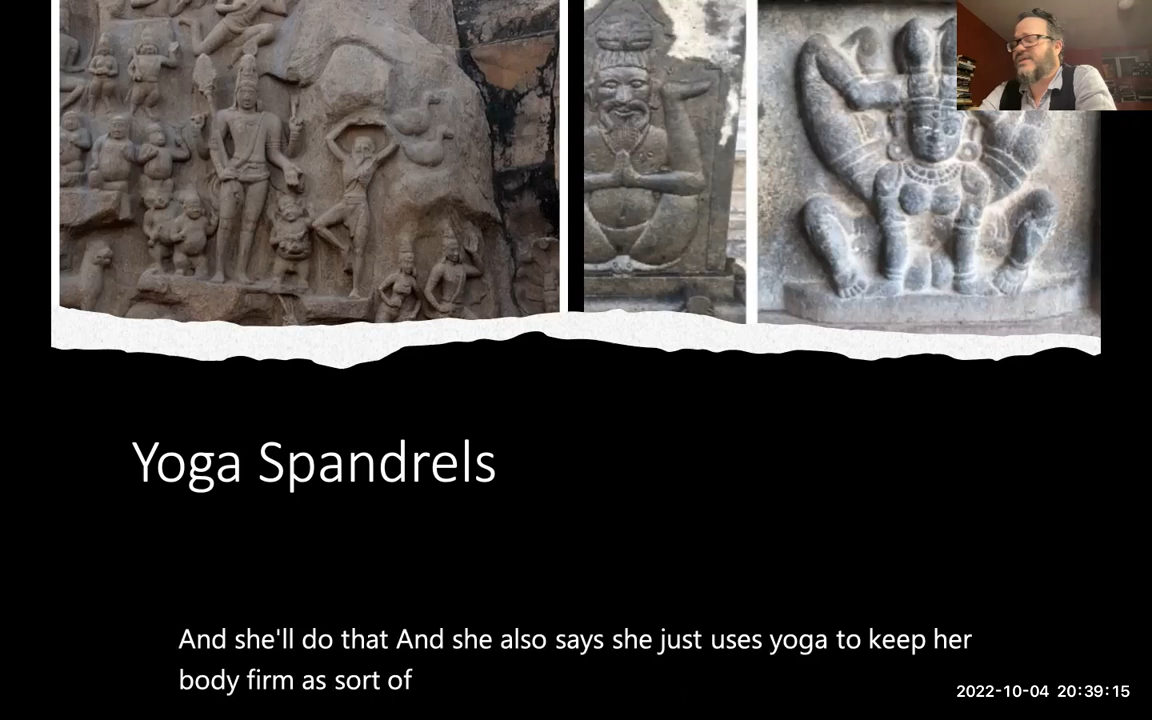 Yoga Spandrels
And she'll do that And she also says she just uses yoga to keep her
body firm as sort of
2022-10-04 20:39:15